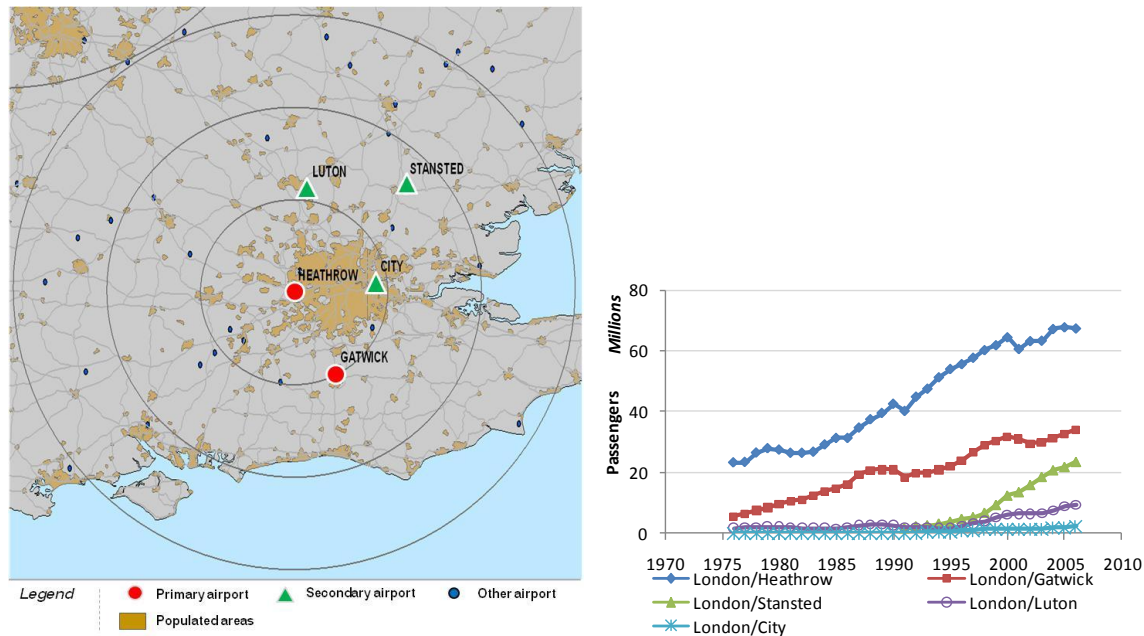 LUTON
STANSTED
CITY
HEATHROW
GATWICK
Legend
Primary airport
Secondary airport
Other airport
Populated areas
Millions
Passengers
80
60
40
20
0
1970 1975 1980 1985 1990 1995 2000 2005 2010
London/Heathrow London/Gatwick
London/Stansted London/Luton
London/City